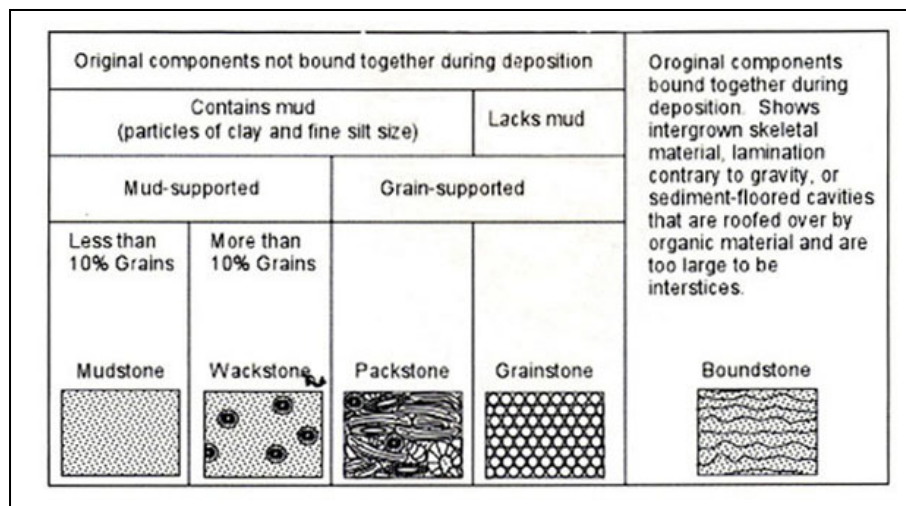 Original components not bound together during deposition
Contains mud
(particles of clay and fine silt size)
Lacks mud
Mud-supported
Grain-supported
Less than
10% Grains
More than
10% Grains
Mudstone
Wackstone
Packstone
Grainstone
Oroginal components
bound together during
deposition. Shows
intergrown skeletal
material, lamination
contrary to gravity, or
sediment-floored cavities
that are roofed over by
organic material and are
too large to be
interstices.
Boundstone